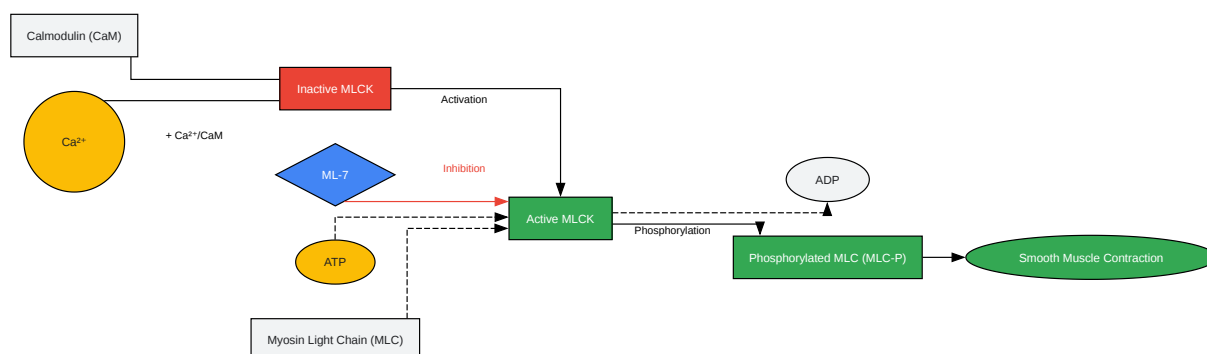 Calmodulin (CaM)
Inactive MLCK
Activation
Ca²⁺
+ Ca²⁺/CaM
ML-7
Inhibition
ADP
Active MLCK
Phosphorylation
ATP
Phosphorylated MLC (MLC-P)
Smooth Muscle Contraction
Myosin Light Chain (MLC)